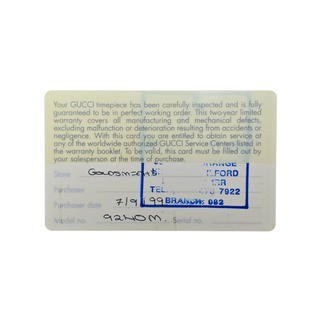 Your GUCCI timepiece has been carefully inspected and is fully
guaranteed to be in perfect working order. This two-year limited
warranty covers all manufacturing and mechanical defects,
excluding malfunction or deterioration resulting from accidents or
negligence. With this card you are entitled to obtain service at
any of the worldwide authorized GUCCI Service Centers listed in
the warranty booklet. To be valid, this card must be filled out by
your salesperson at the time of purchase.
Store Goldsmiths
ILFORD
Purchaser
TEL 7922
Purchaser date 7/9/99
BRANCH: 082
Model no. Serial no.